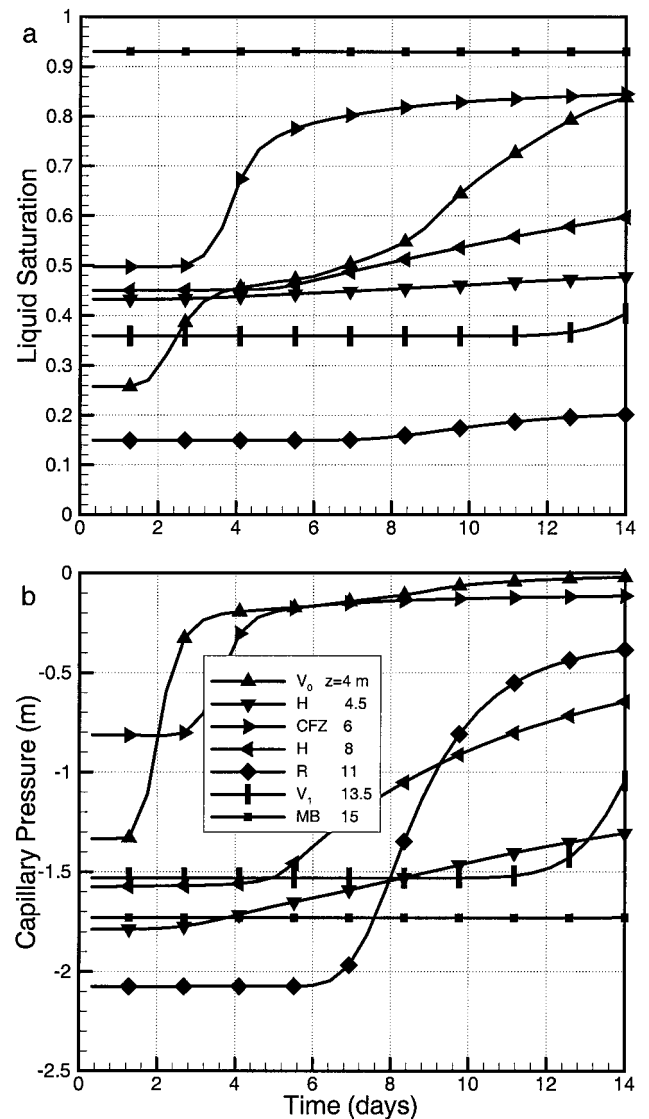 a
1
0.9
0.8
0.7
0.6
0.5
0.4
0.3
0.2
0.1
0
Liquid Saturation
0 2 4 6 8 10 12 14
b
0
-0.5
-1
-1.5
-2
-2.5
Capillary Pressure (m)
V₀ z=4 m
H 4.5
CFZ 6
H 8
R 11
V₁ 13.5
MB 15
0 2 4 6 8 10 12 14
Time (days)